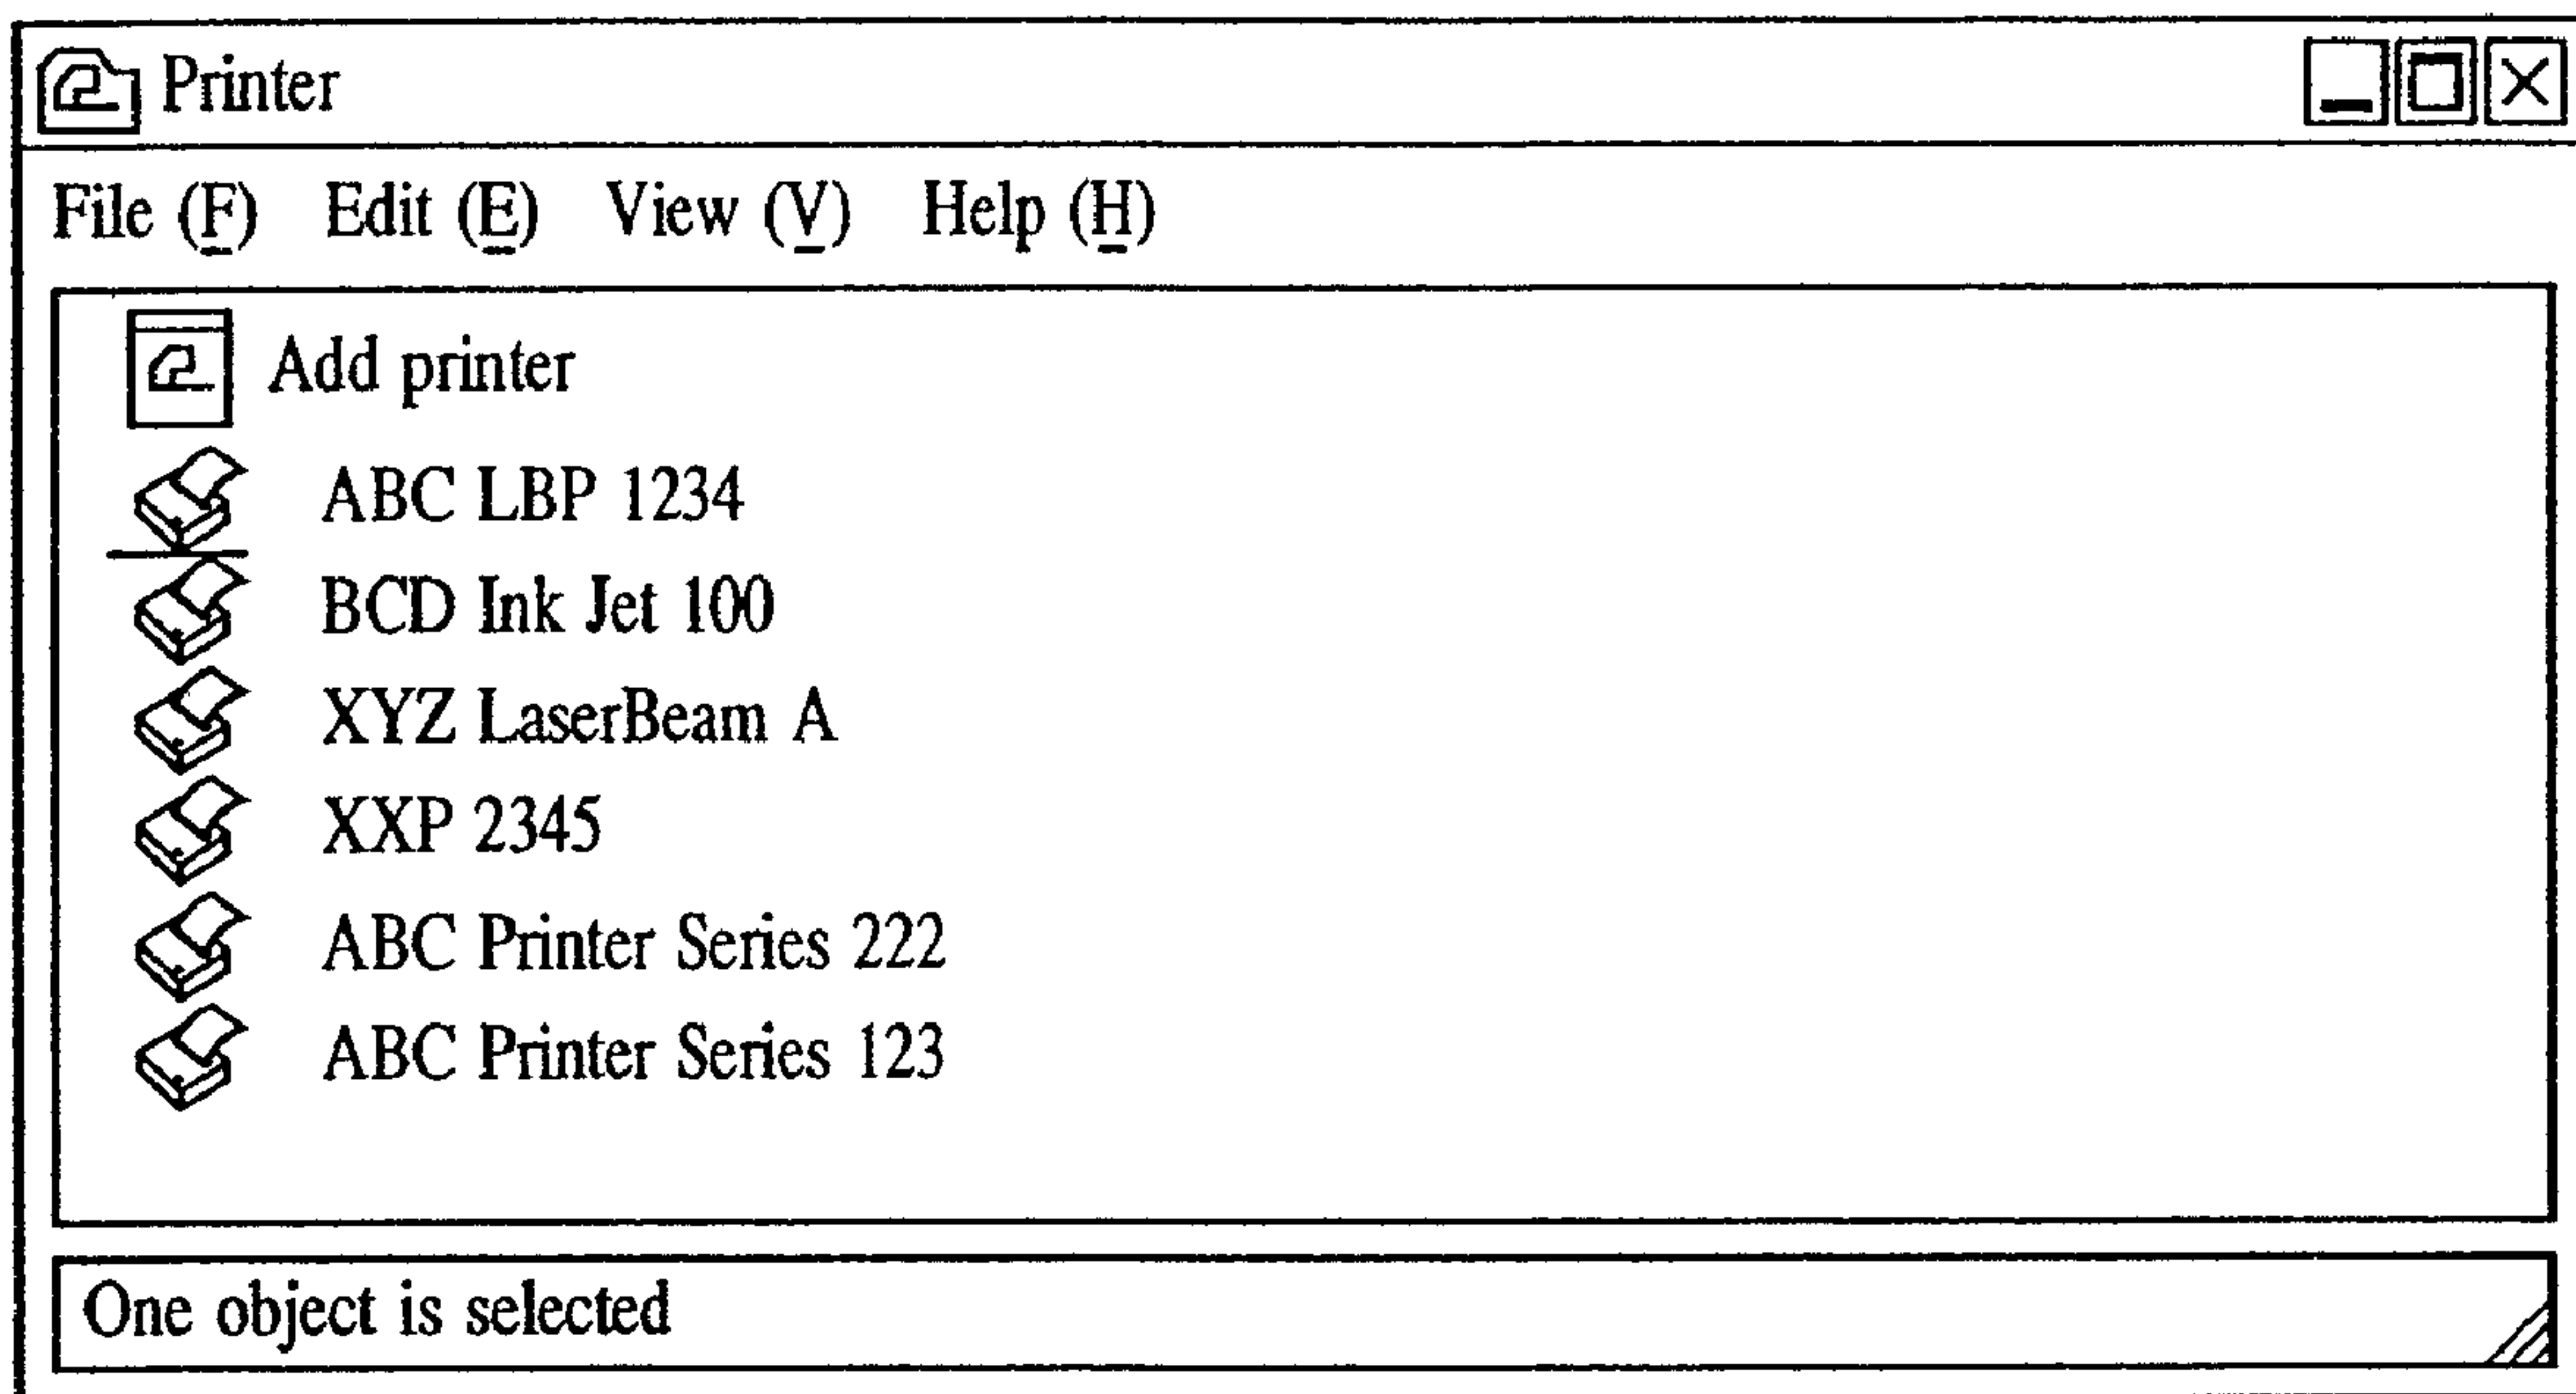 Printer
File (F) Edit (E) View (V) Help (H)
Add printer
ABC LBP 1234
BCD Ink Jet 100
XYZ LaserBeam A
XXP 2345
ABC Printer Series 222
ABC Printer Series 123
One object is selected